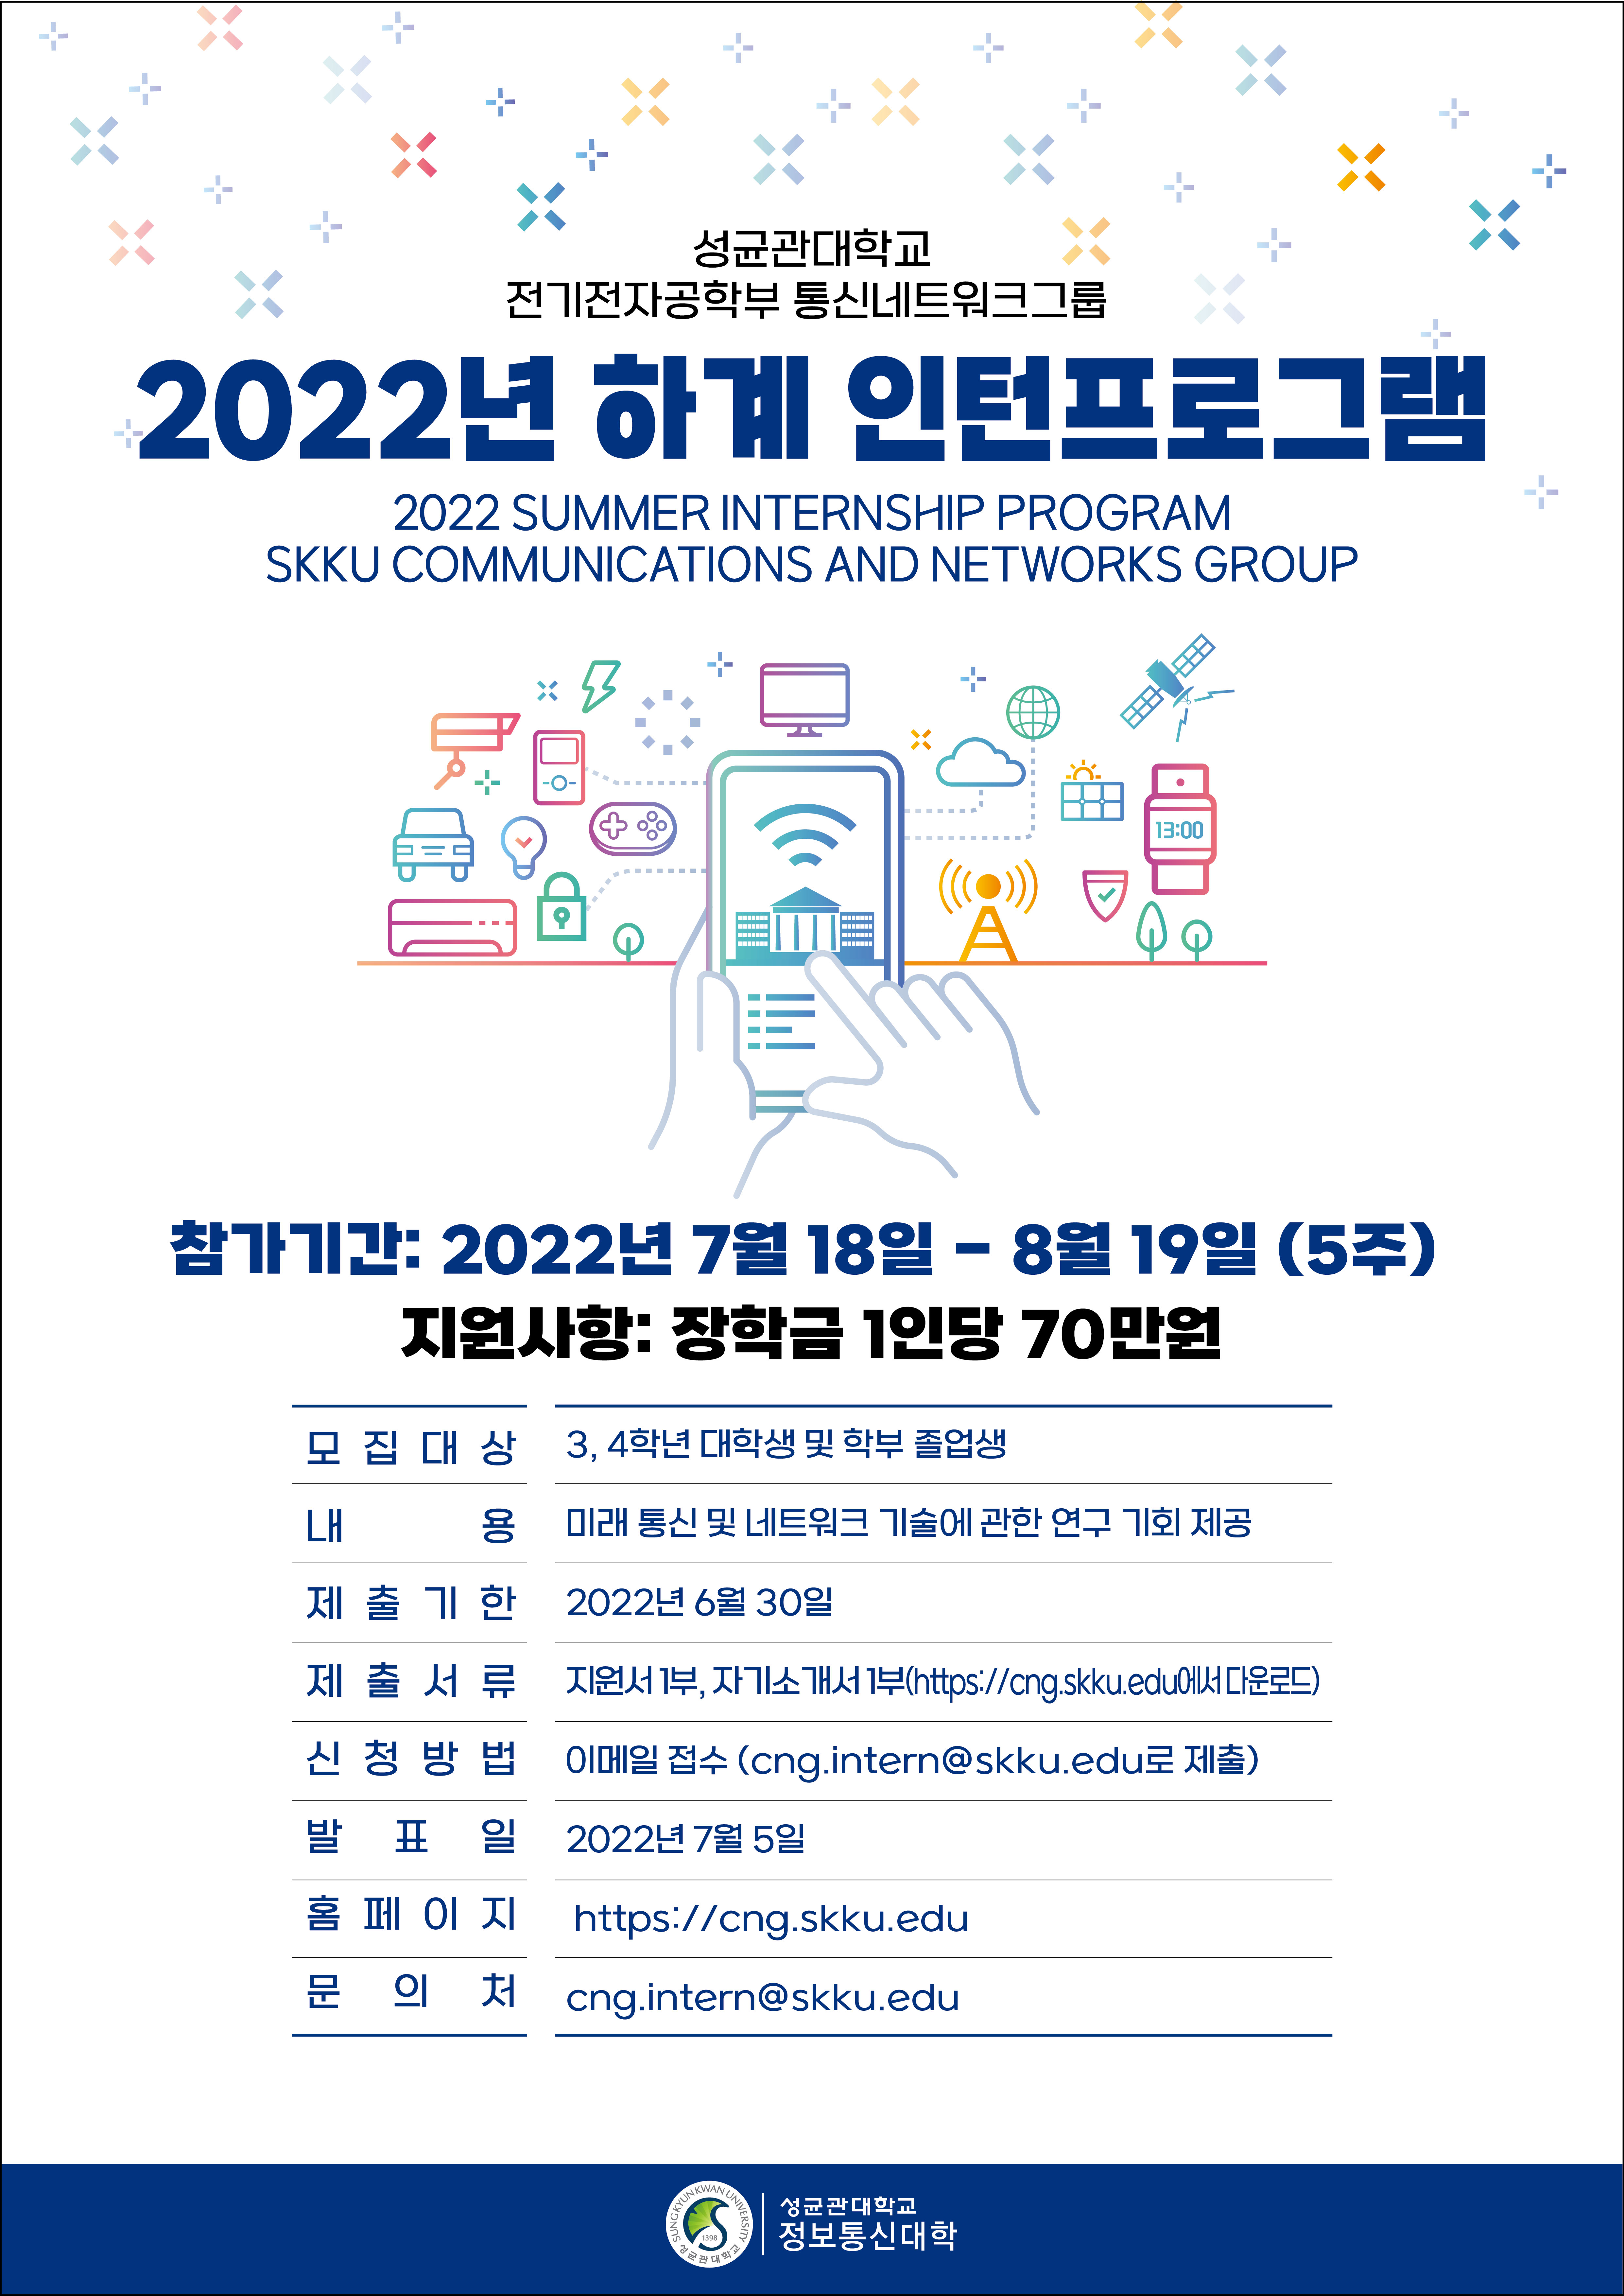 성균관대학교
전기전자공학부 통신네트워크그룹
2022년 하계 인턴프로그램
2022 SUMMER INTERNSHIP PROGRAM
SKKU COMMUNICATIONS AND NETWORKS GROUP
13:00
참가기간: 2022년 7월 18일 - 8월 19일 (5주)
지원사항: 장학금 1인당 70만원
모집대상 3, 4학년 대학생 및 학부 졸업생
내용 미래 통신 및 네트워크 기술에 관한 연구 기회 제공
제출기한 2022년 6월 30일
제출서류 지원서 1부, 자기소개서 1부(https://cng.skku.edu에서 다운로드)
신청방법 이메일 접수 (cng.intern@skku.edu로 제출)
발표일 2022년 7월 5일
홈페이지 https://cng.skku.edu
문의처 cng.intern@skku.edu
SUNGKYUNKWAN UNIVERSITY
1398
성균관대학교
성균관대학교
정보통신대학